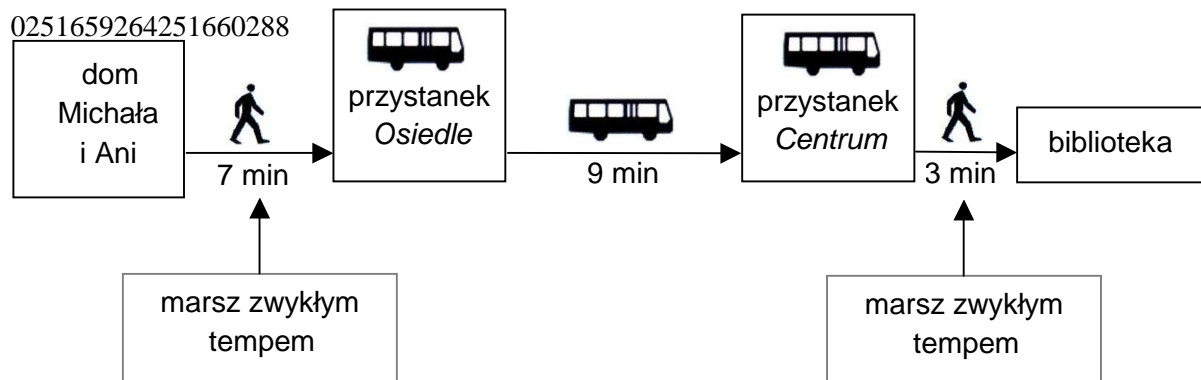 0251659264251660288
dom
Michała
i Ani
7 min
przystanek
Osiedle
9 min
przystanek
Centrum
3 min
biblioteka
marsz zwykłym
tempem
marsz zwykłym
tempem